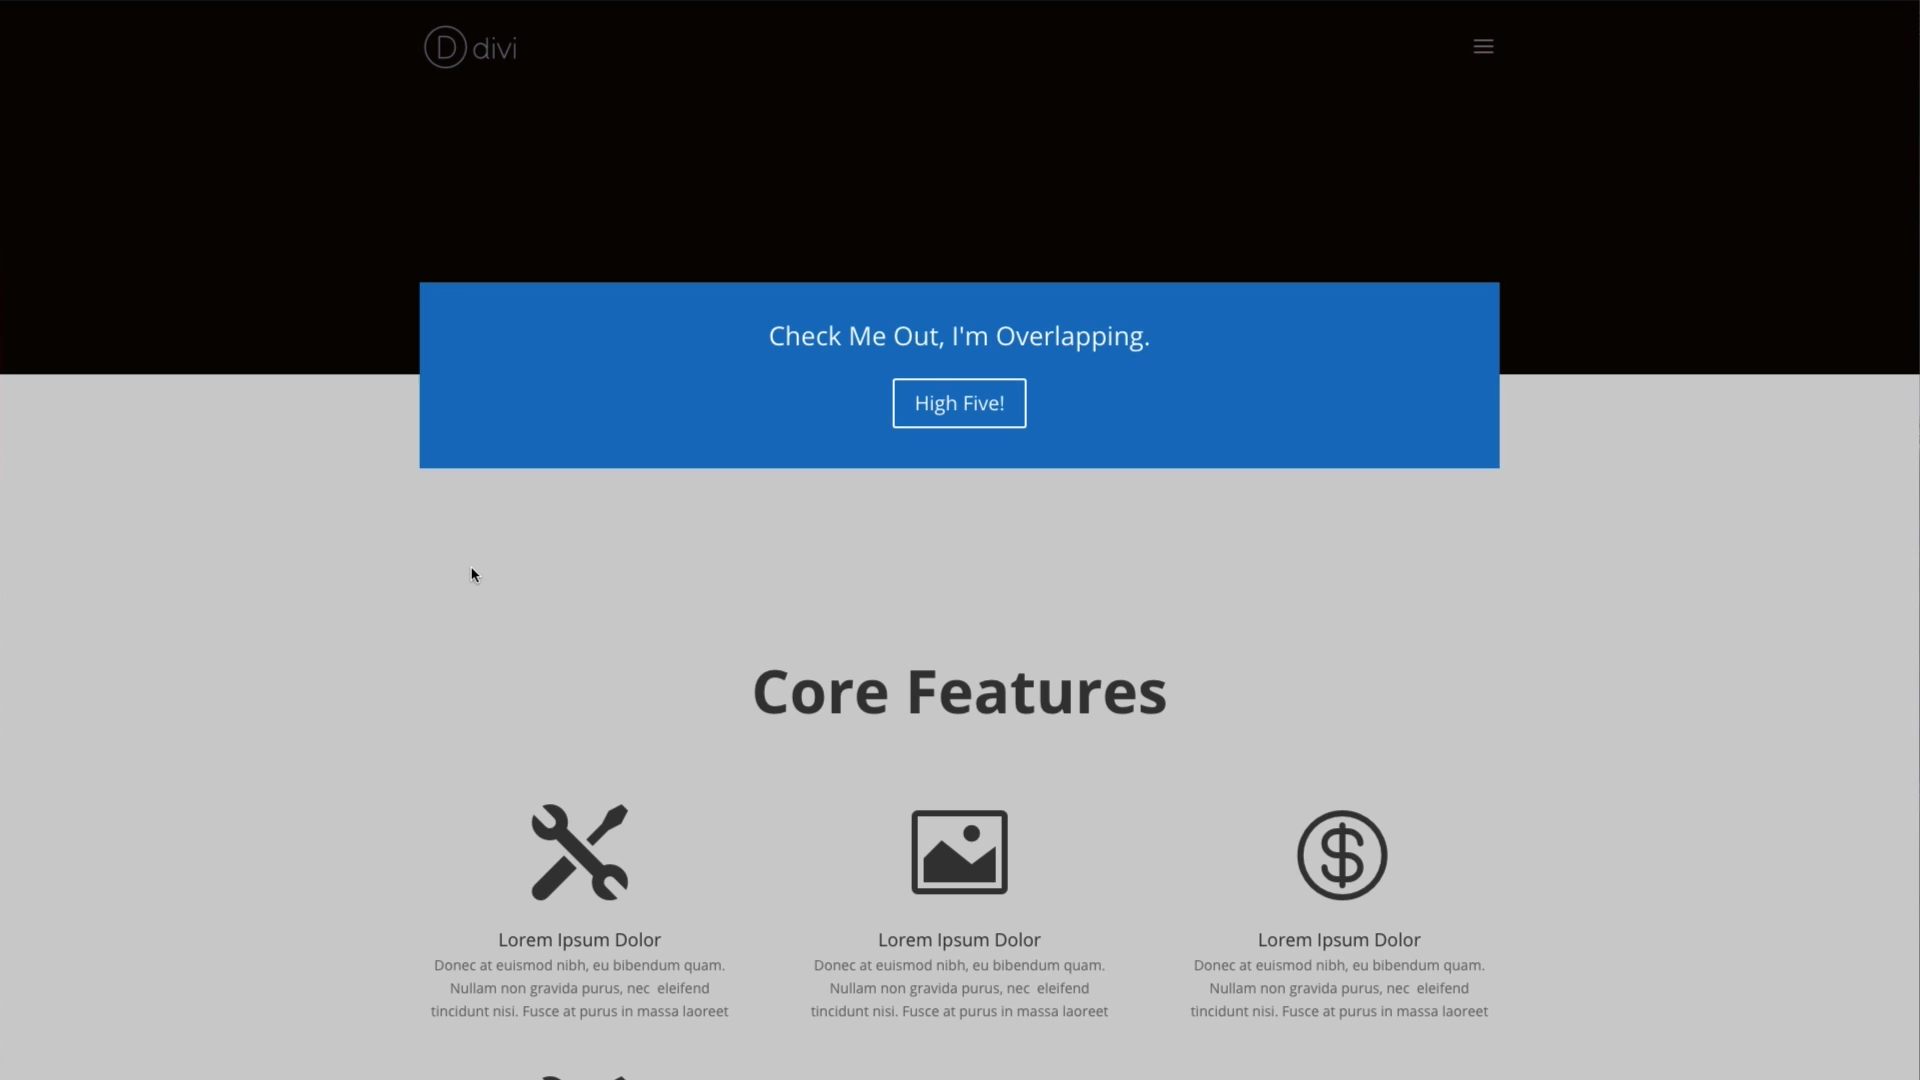 D divi
Check Me Out, I'm Overlapping.
High Five!
Core Features
Lorem Ipsum Dolor
Donec at euismod nibh, eu bibendum quam.
Nullam non gravida purus, nec eleifend
tincidunt nisi. Fusce at purus in massa laoreet
Lorem Ipsum Dolor
Donec at euismod nibh, eu bibendum quam.
Nullam non gravida purus, nec eleifend
tincidunt nisi. Fusce at purus in massa laoreet
Lorem Ipsum Dolor
Donec at euismod nibh, eu bibendum quam.
Nullam non gravida purus, nec eleifend
tincidunt nisi. Fusce at purus in massa laoreet